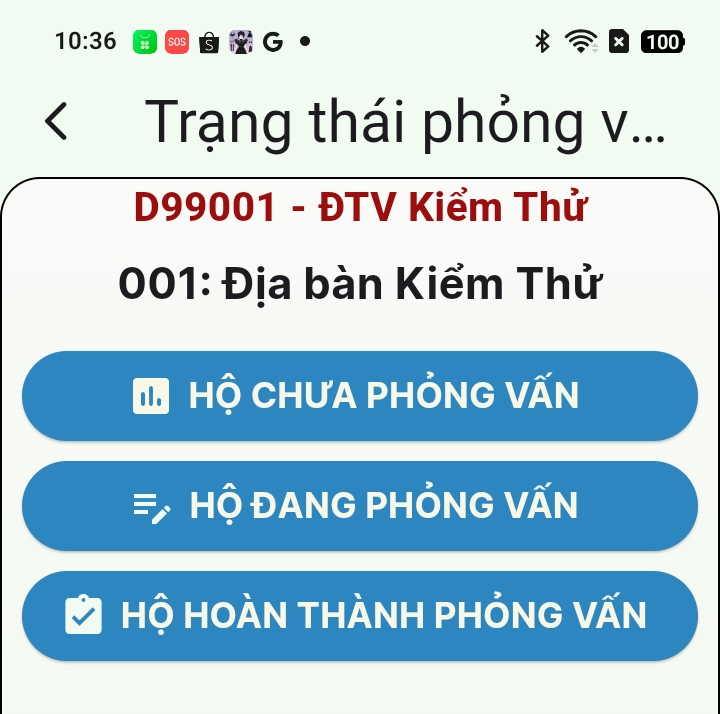 10:36 SOS S G 100
Trạng thái phỏng v...
D99001 - ĐTV Kiểm Thử
001: Địa bàn Kiểm Thử
HỘ CHƯA PHỎNG VẤN
HỘ ĐANG PHỎNG VẤN
HỘ HOÀN THÀNH PHỎNG VẤN